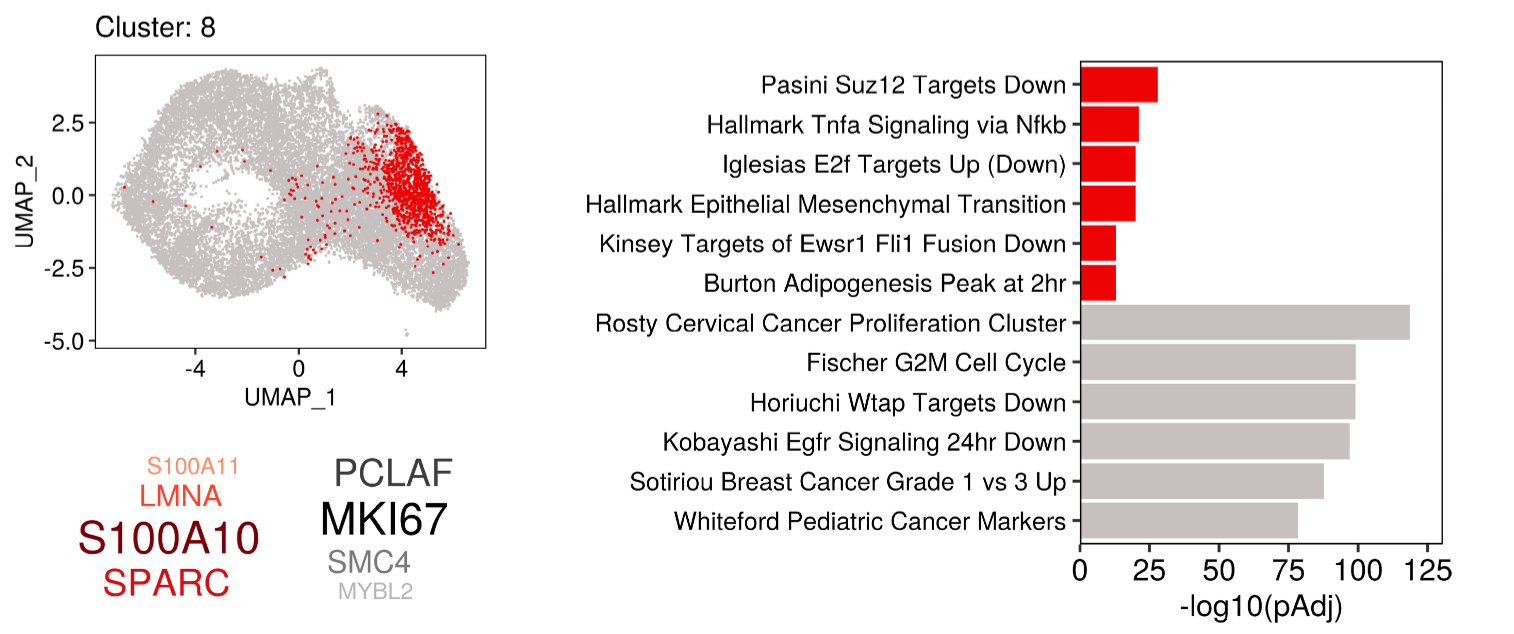 Cluster: 8
2.5
0.0
-2.5
-5.0
UMAP_2
-4
0
4
UMAP_1
S100A11
LMNA
S100A10
SPARC
PCLAF
MKI67
SMC4
MYBL2
Pasini Suz12 Targets Down
Hallmark Tnfa Signaling via Nfkb
Iglesias E2f Targets Up (Down)
Hallmark Epithelial Mesenchymal Transition
Kinsey Targets of Ewsr1 Fli1 Fusion Down
Burton Adipogenesis Peak at 2hr
Rosty Cervical Cancer Proliferation Cluster
Fischer G2M Cell Cycle
Horiuchi Wtap Targets Down
Kobayashi Egfr Signaling 24hr Down
Sotiriou Breast Cancer Grade 1 vs 3 Up
Whiteford Pediatric Cancer Markers
0
25
50
75
100
125
-log10(pAdj)